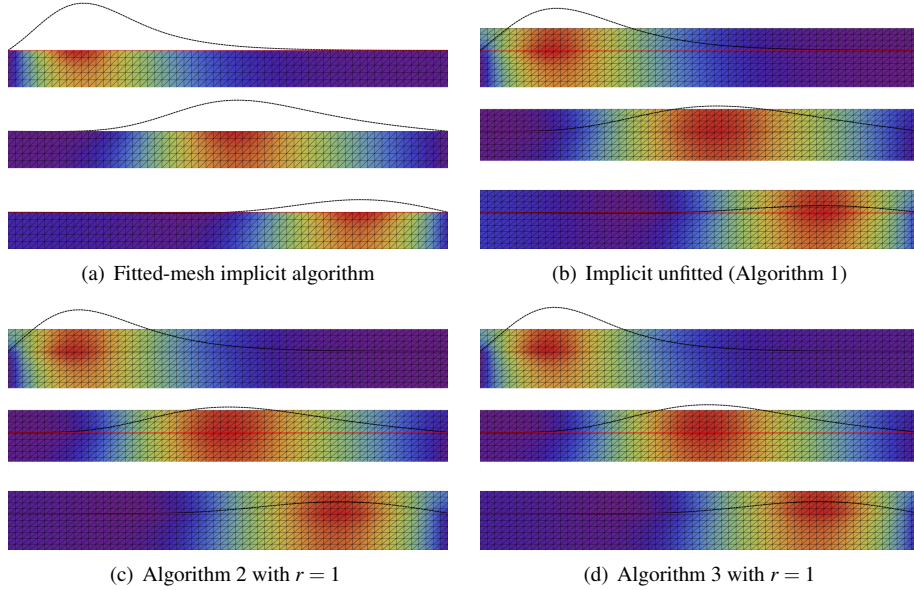 (a) Fitted-mesh implicit algorithm
(b) Implicit unfitted (Algorithm 1)
(c) Algorithm 2 with r = 1
(d) Algorithm 3 with r = 1